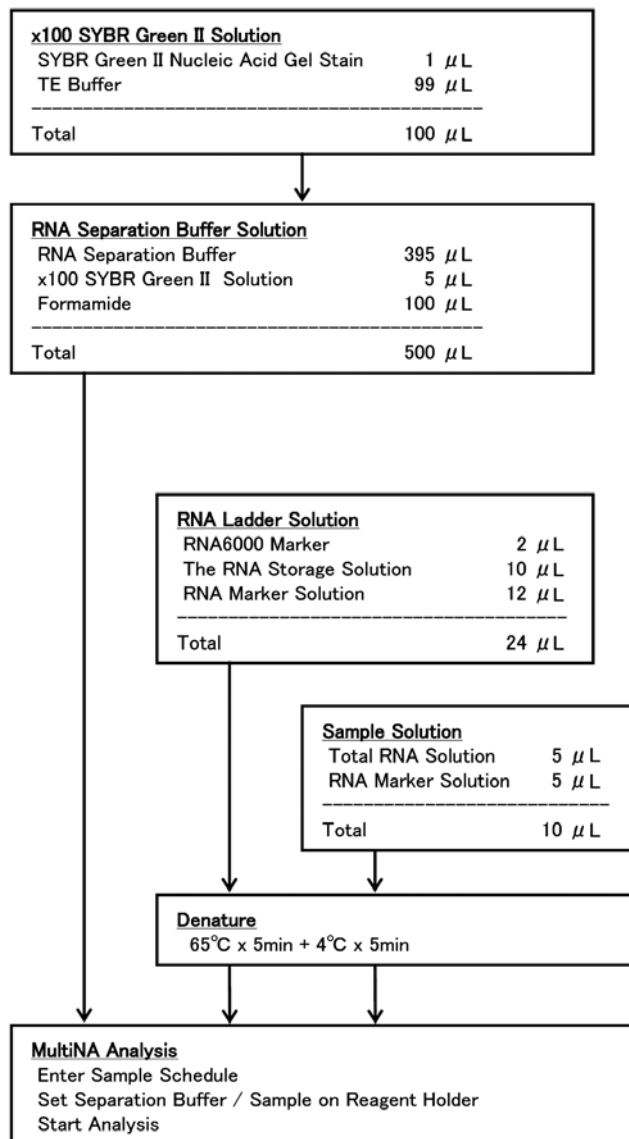 x100 SYBR Green II Solution
SYBR Green II Nucleic Acid Gel Stain 1 μL
TE Buffer 99 μL
Total 100 μL
RNA Separation Buffer Solution
RNA Separation Buffer 395 μL
x100 SYBR Green II Solution 5 μL
Formamide 100 μL
Total 500 μL
RNA Ladder Solution
RNA6000 Marker 2 μL
The RNA Storage Solution 10 μL
RNA Marker Solution 12 μL
Total 24 μL
Sample Solution
Total RNA Solution 5 μL
RNA Marker Solution 5 μL
Total 10 μL
Denature
65℃ x 5min + 4℃ x 5min
MultiNA Analysis
Enter Sample Schedule
Set Separation Buffer / Sample on Reagent Holder
Start Analysis